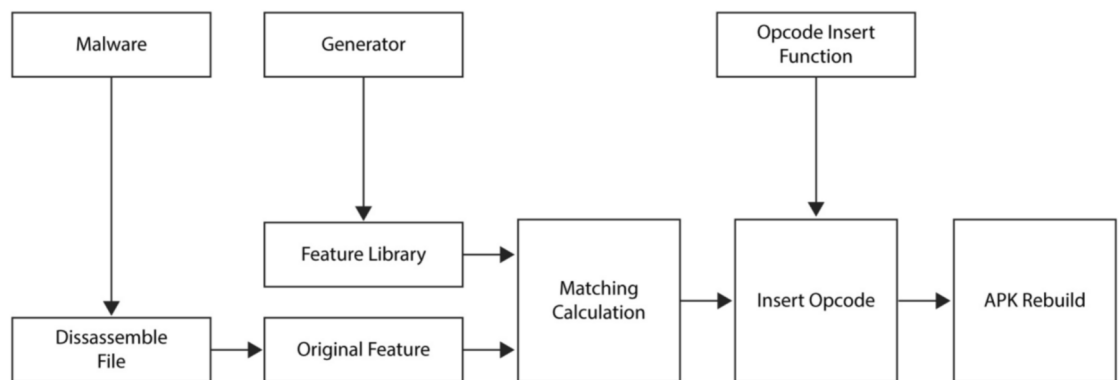 Malware
Generator
Opcode Insert
Function
Feature Library
Matching
Calculation
Insert Opcode
APK Rebuild
Dissassemble
File
Original Feature